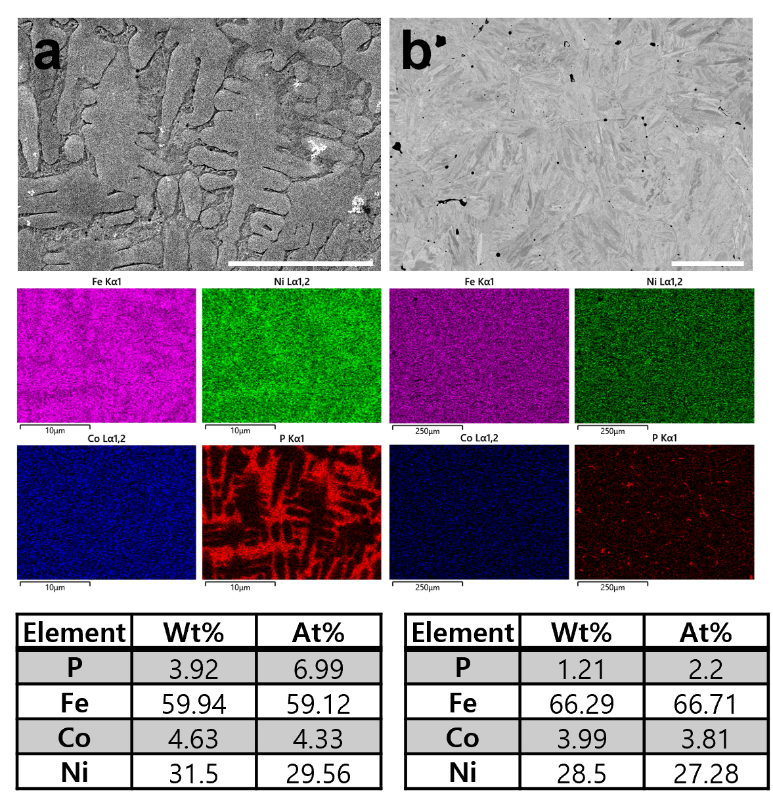 a b
Fe Kα1 Ni Lα1,2 Fe Kα1 Ni Lα1,2
10μm 10μm 250μm 250μm
Co Lα1,2 P Kα1 Co Lα1,2 P Kα1
10μm 10μm 250μm 250μm
Element Wt% At% Element Wt% At%
P 3.92 6.99 P 1.21 2.2
Fe 59.94 59.12 Fe 66.29 66.71
Co 4.63 4.33 Co 3.99 3.81
Ni 31.5 29.56 Ni 28.5 27.28